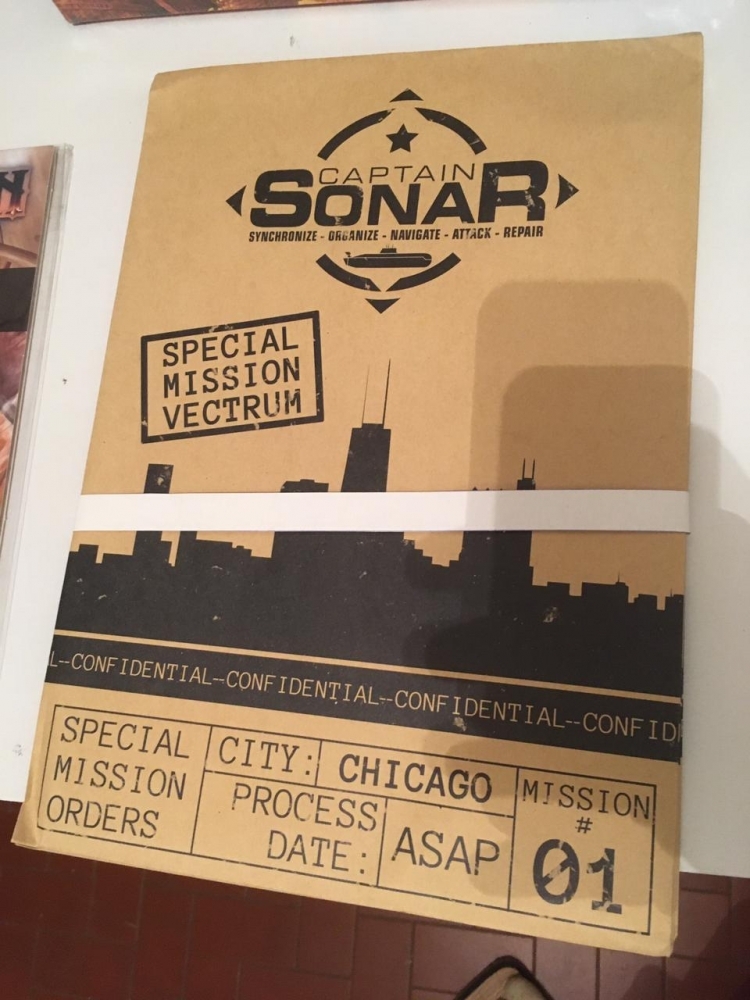 CAPTAIN
SONAR
SYNCHRONIZE - ORGANIZE - NAVIGATE - ATTACK - REPAIR
SPECIAL
MISSION
VECTRUM
L--CONFIDENTIAL--CONFIDENTIAL--CONFIDENTIAL--CONFID
SPECIAL
MISSION
ORDERS
CITY: CHICAGO
PROCESS
DATE: ASAP
MISSION
#
01